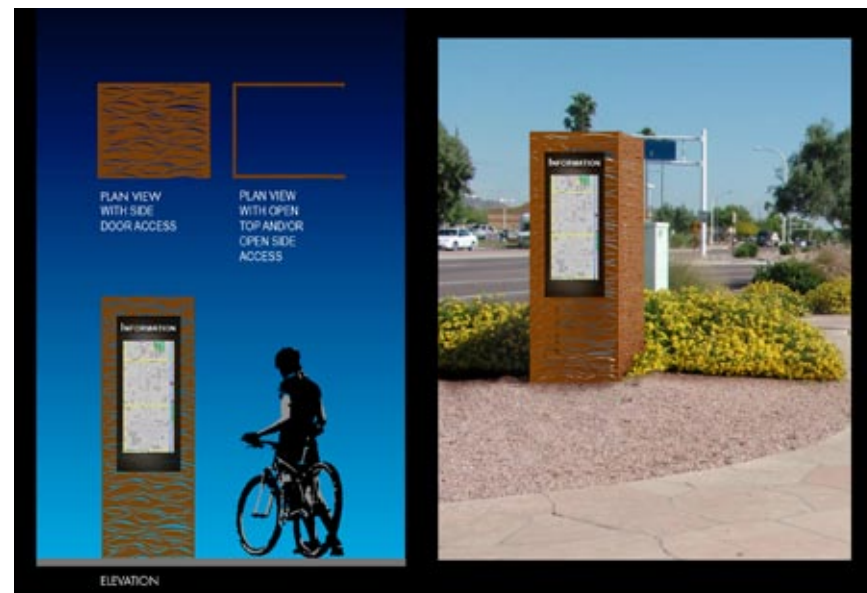 PLAN VIEW
WITH SIDE
DOOR ACCESS
PLAN VIEW
WITH OPEN
TOP AND/OR
OPEN SIDE
ACCESS
INFORMATION
ELEVATION
INFORMATION